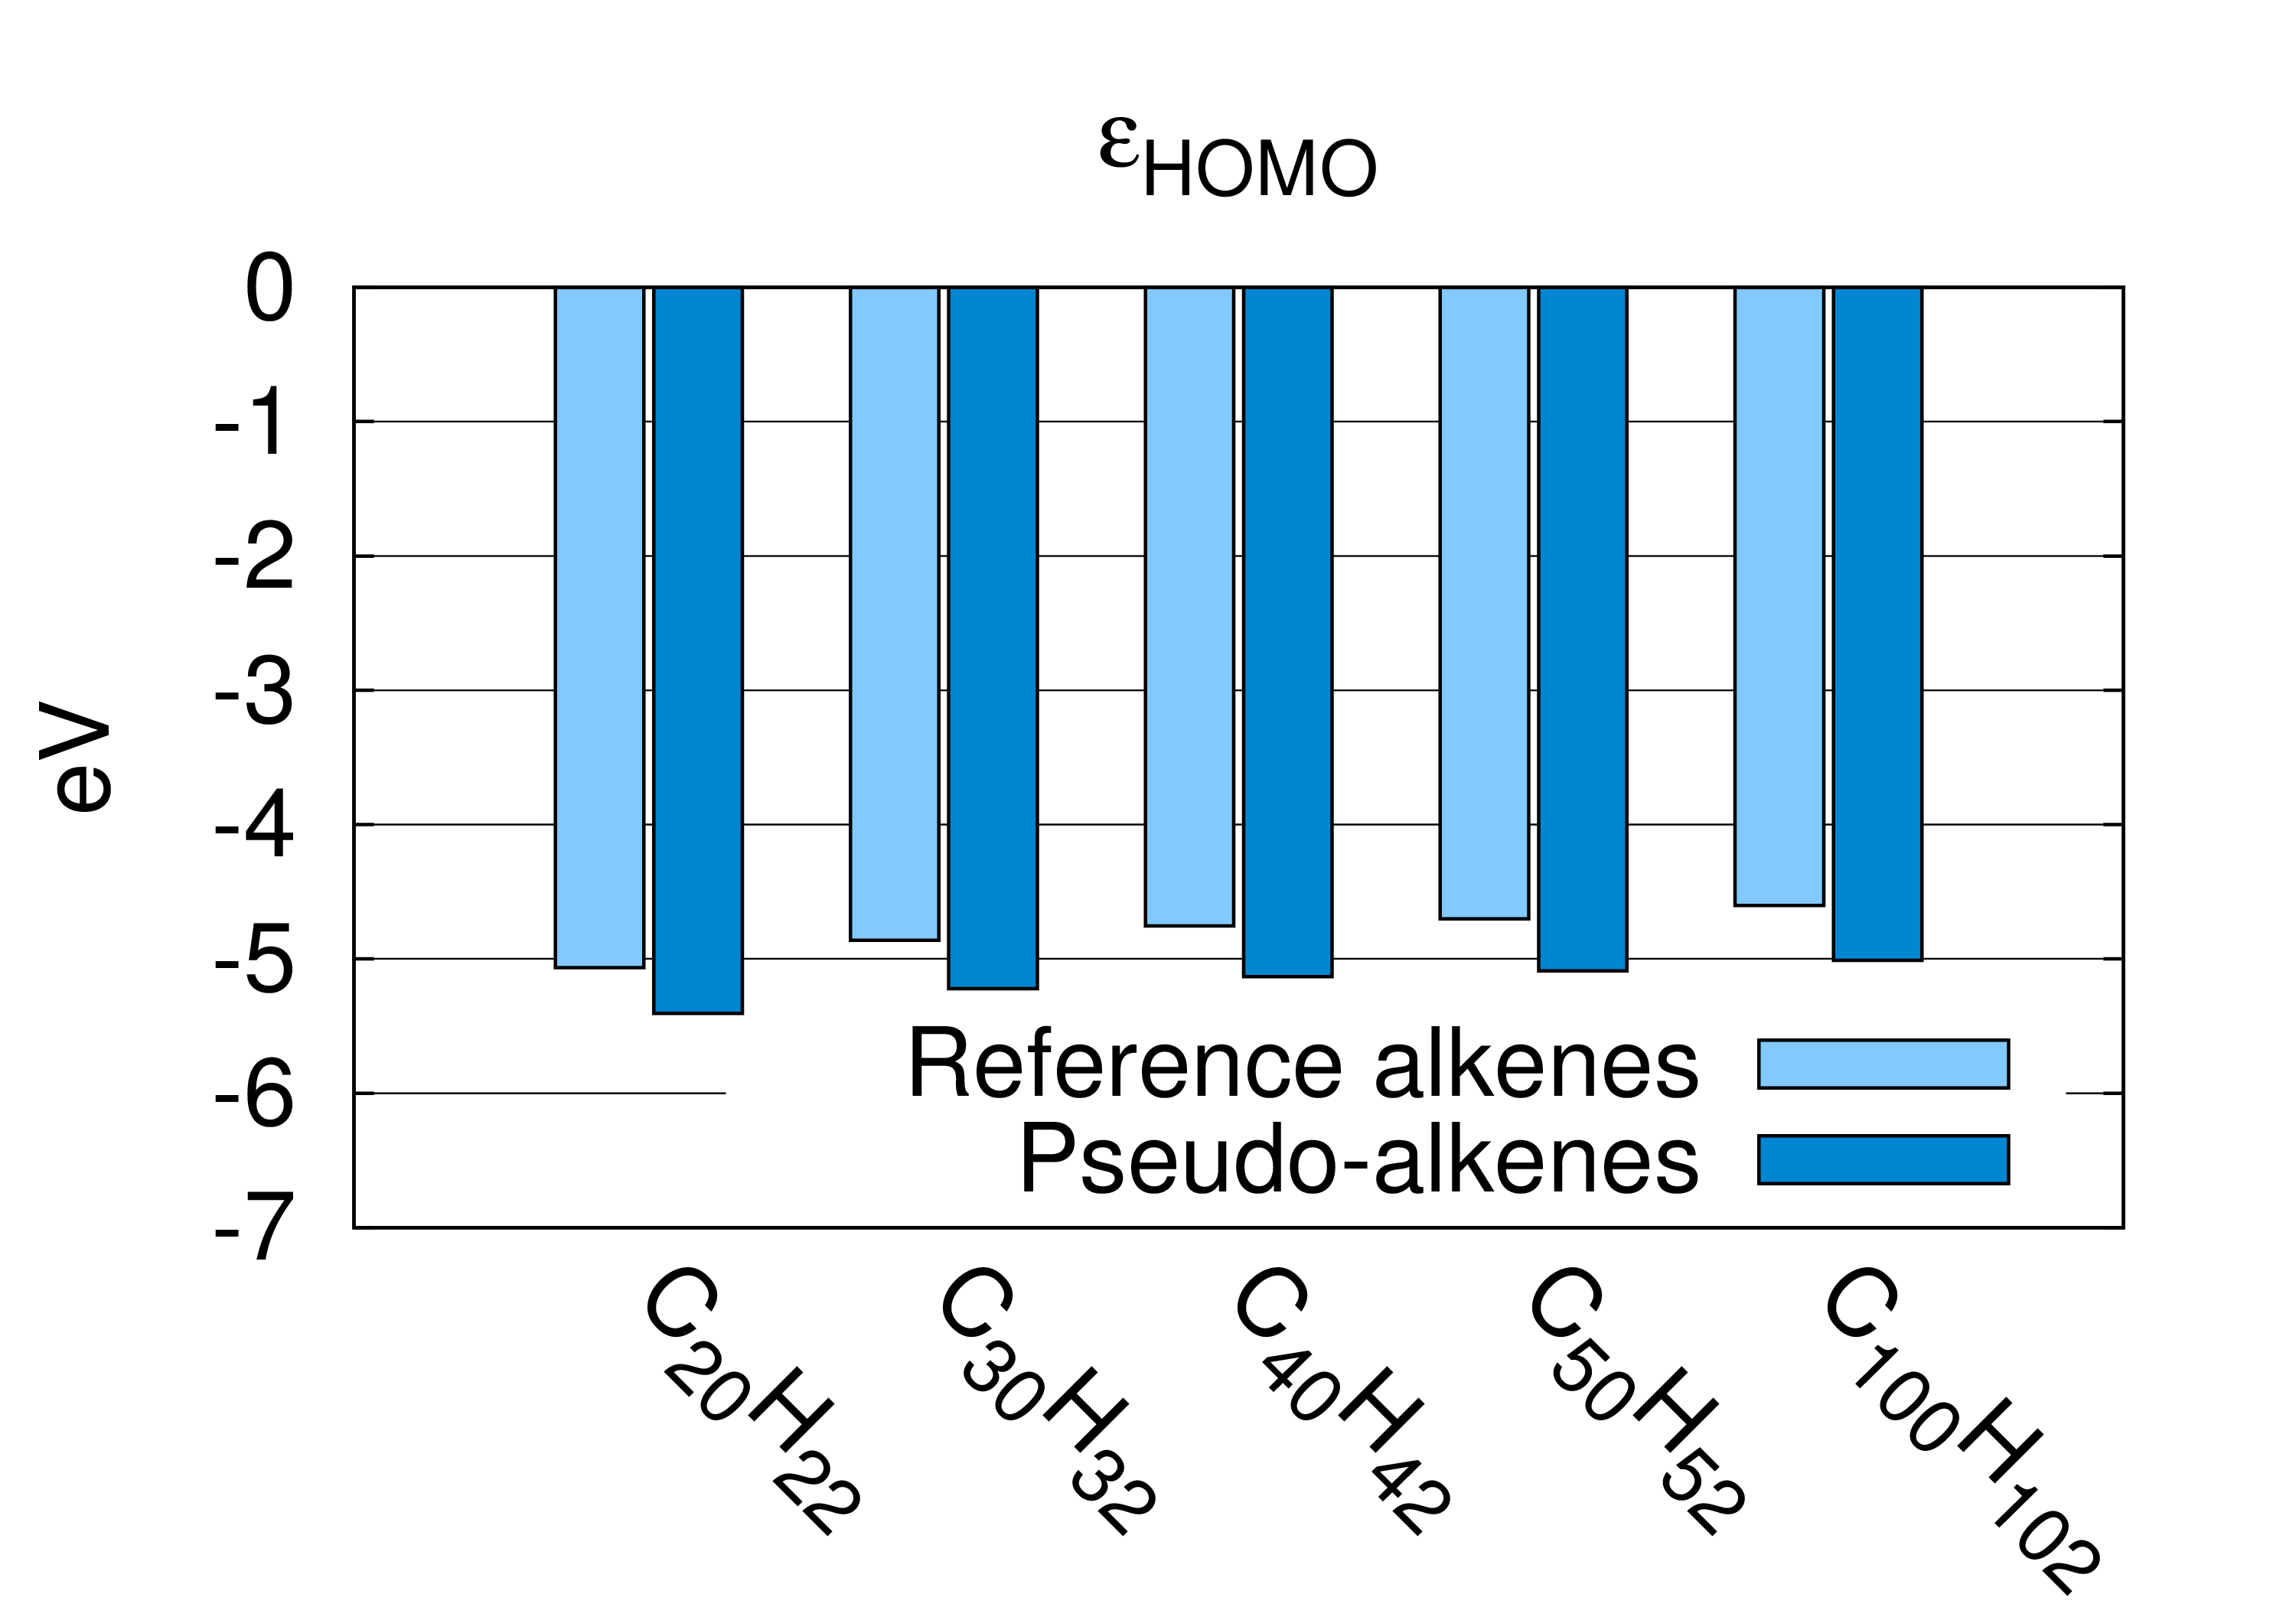 εHOMO
0
-1
-2
-3
-4
-5
-6
-7
eV
Reference alkenes
Pseudo-alkenes
C20H22
C30H32
C40H42
C50H52
C100H102